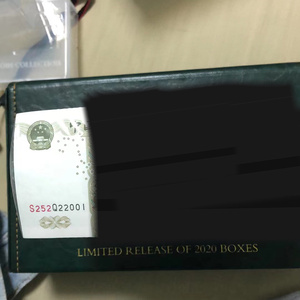 S252Q22001
LIMITED RELEASE OF 2020 BOXES